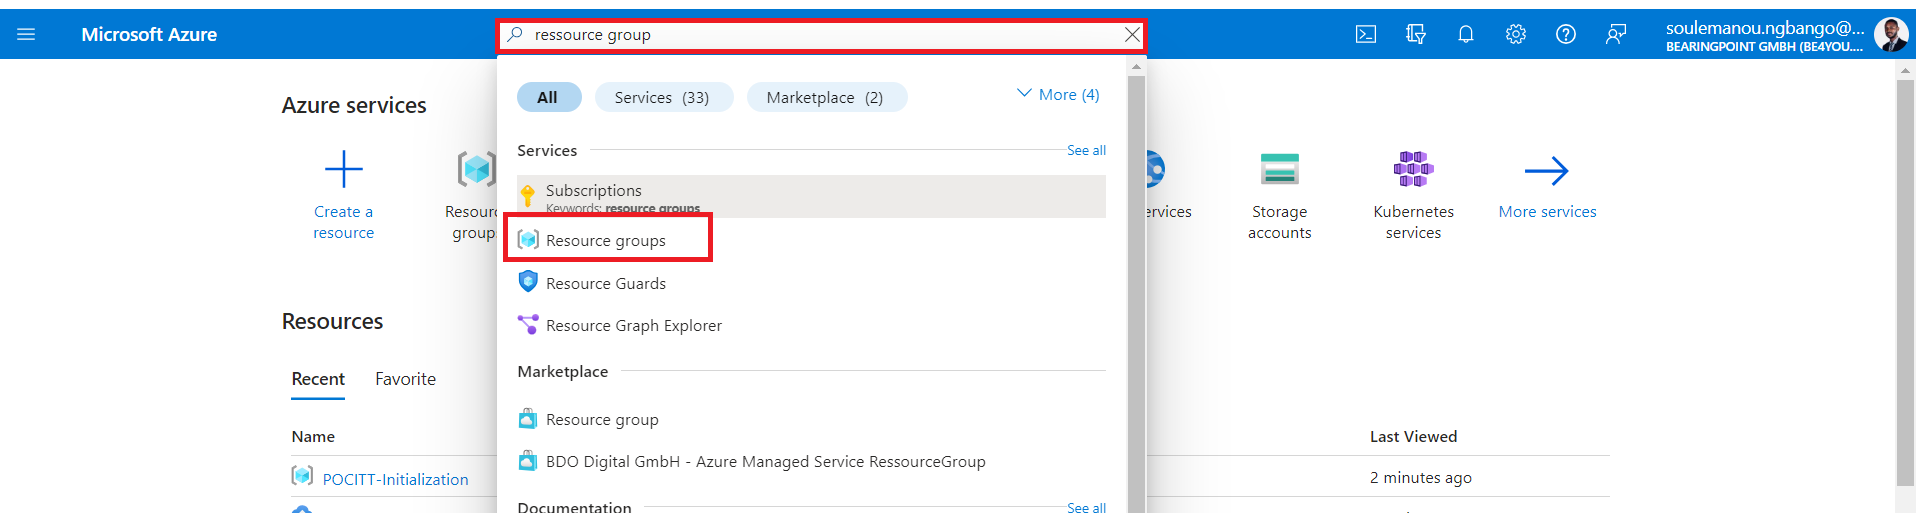 Microsoft Azure
ressource group
soulemanou.ngbango@...
BEARINGPOINT GMBH (BE4YOU....
All
Services (33)
Marketplace (2)
More (4)
Azure services
Services
See all
Create a
resource
Subscriptions
Keywords: resource groups
Resource groups
Resource Guards
Resource Graph Explorer
Marketplace
Resource group
BDO Digital GmbH - Azure Managed Service RessourceGroup
Documentation
See all
ervices
Storage
accounts
Kubernetes
services
More services
Resources
Recent
Favorite
Name
Last Viewed
POCITT-Initialization
2 minutes ago